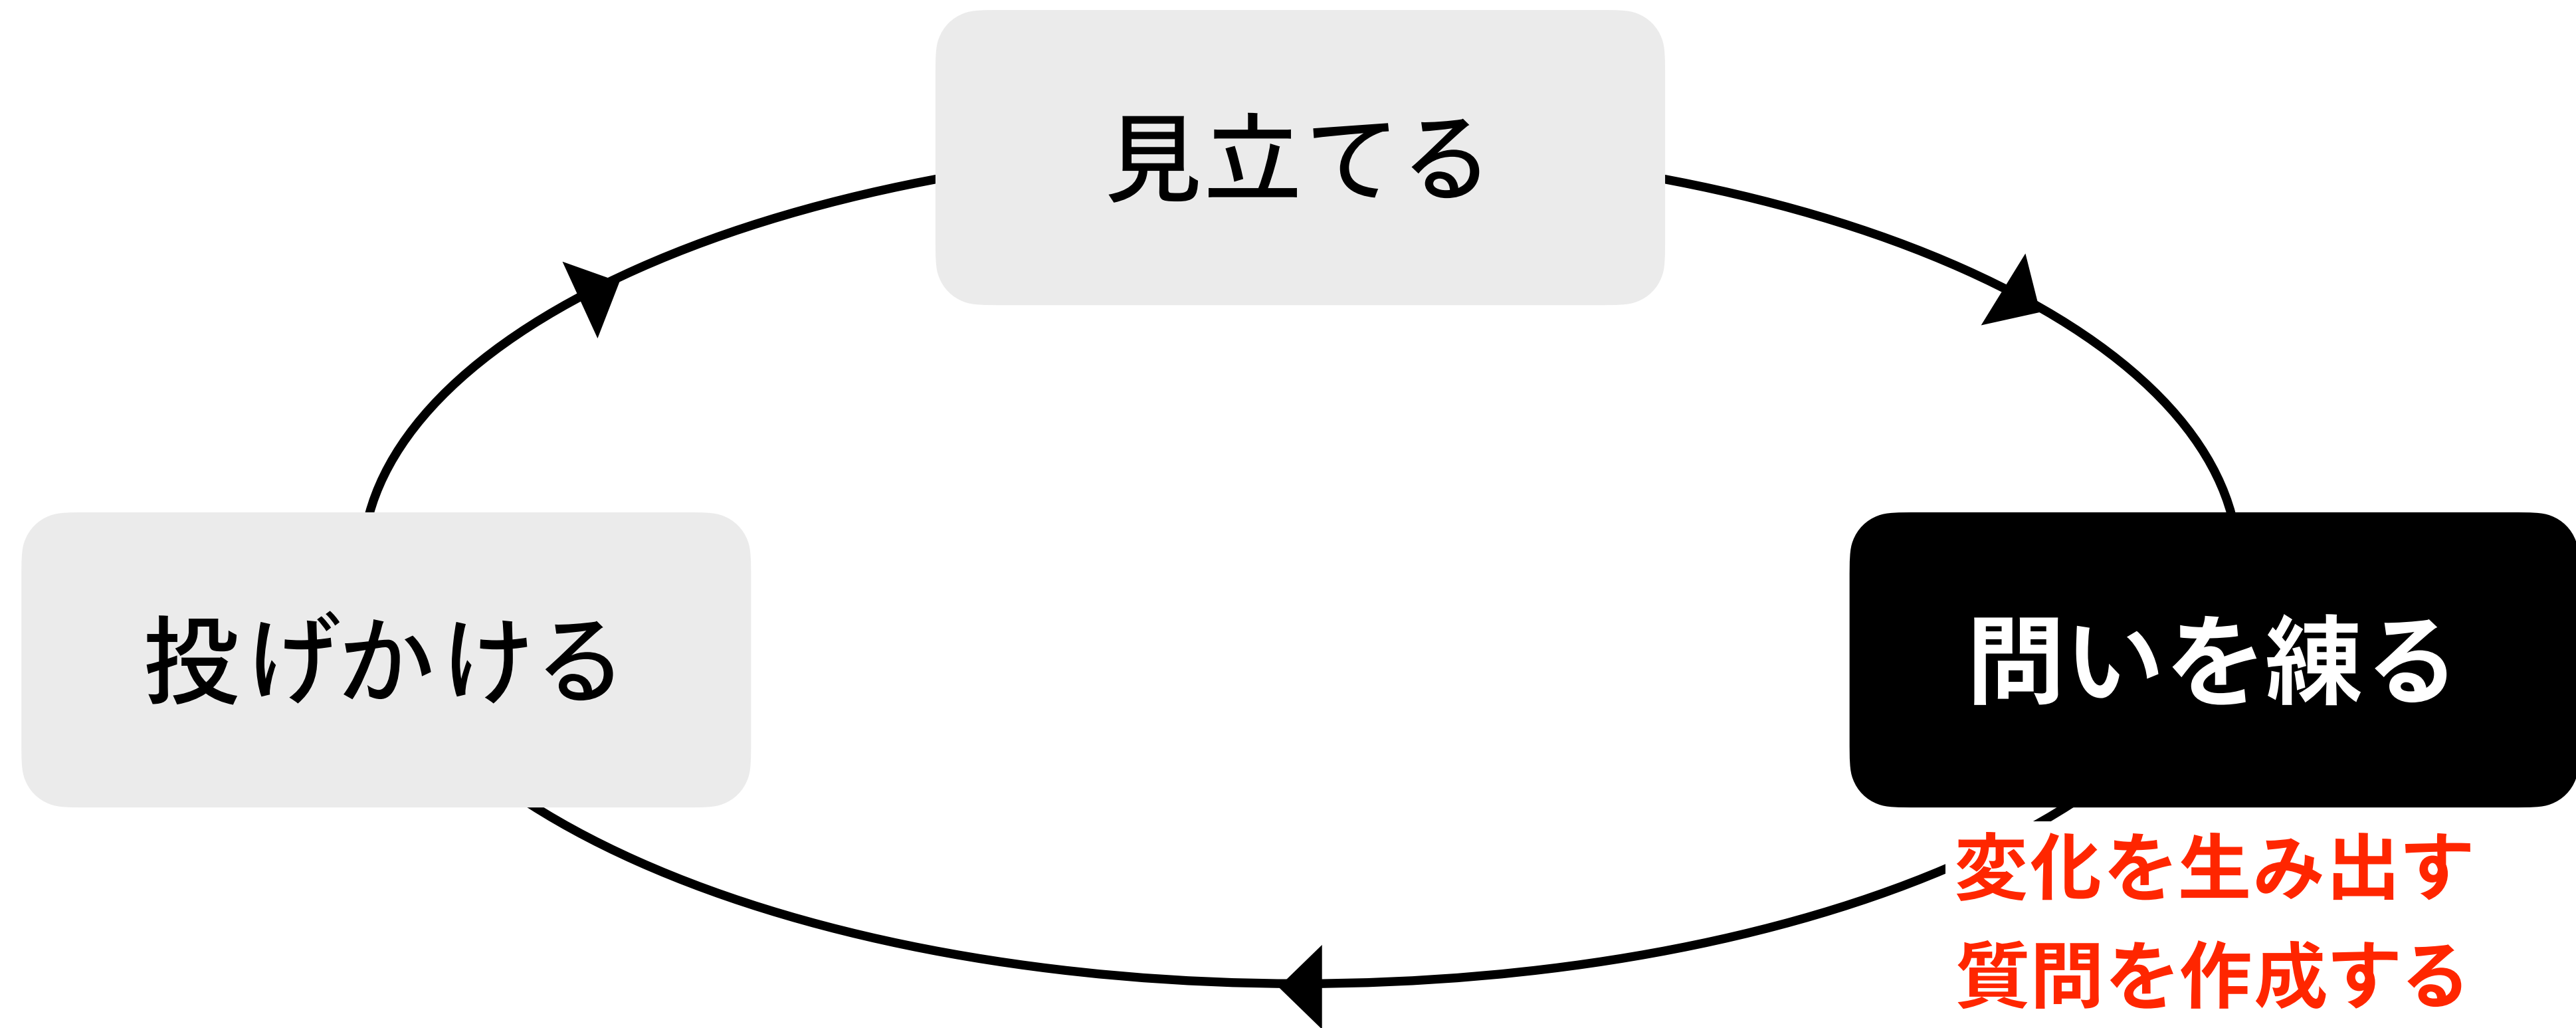 見立てる
投げかける
問いを練る
変化を生み出す
質問を作成する